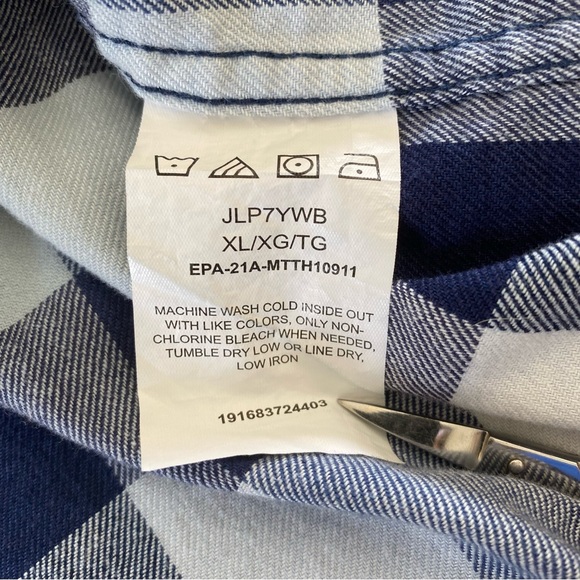 JLP7YWB
XL/XG/TG
EPA-21A-MTTH10911
MACHINE WASH COLD INSIDE OUT
WITH LIKE COLORS, ONLY NON-
CHLORINE BLEACH WHEN NEEDED,
TUMBLE DRY LOW OR LINE DRY,
LOW IRON
191683724403